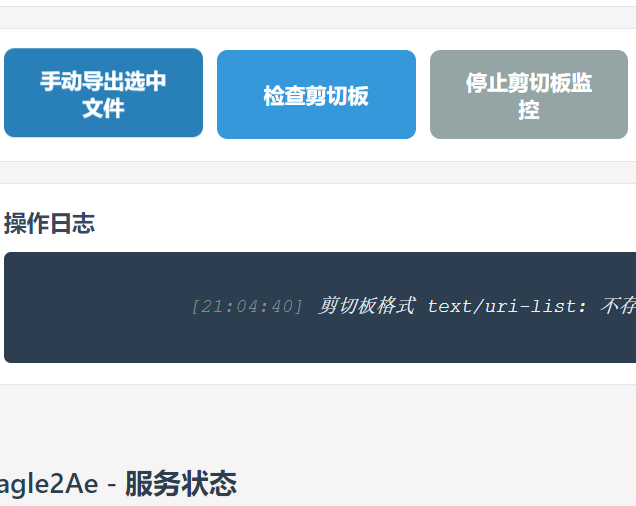 手动导出选中
文件
检查剪切板
停止剪切板监
控
操作日志
[21:04:40] 剪切板格式 text/uri-list: 不存
agle2Ae - 服务状态